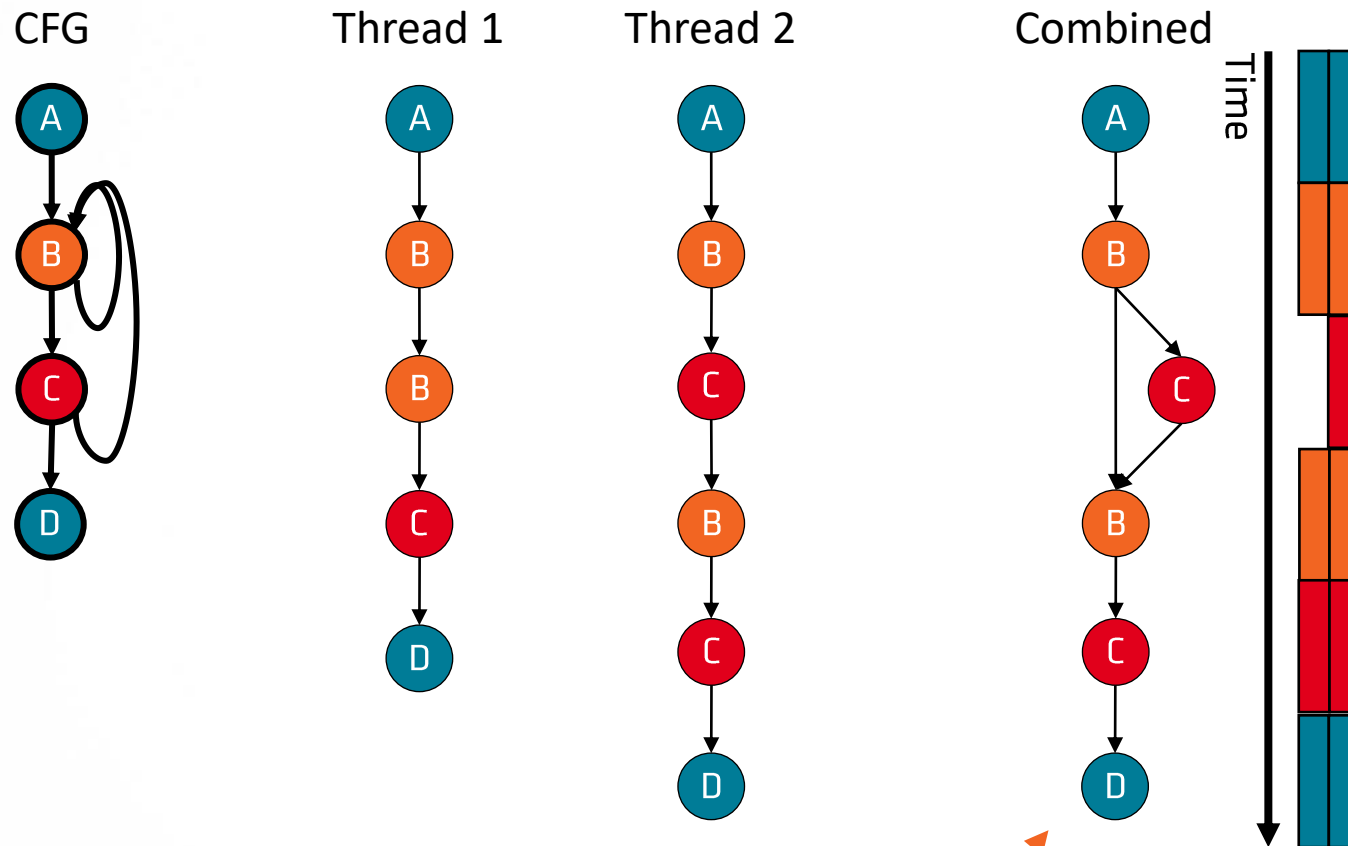 CFG Thread 1 Thread 2 Combined
Time
A A A A
B B B B
C B C C
D C B B
D C C
D D